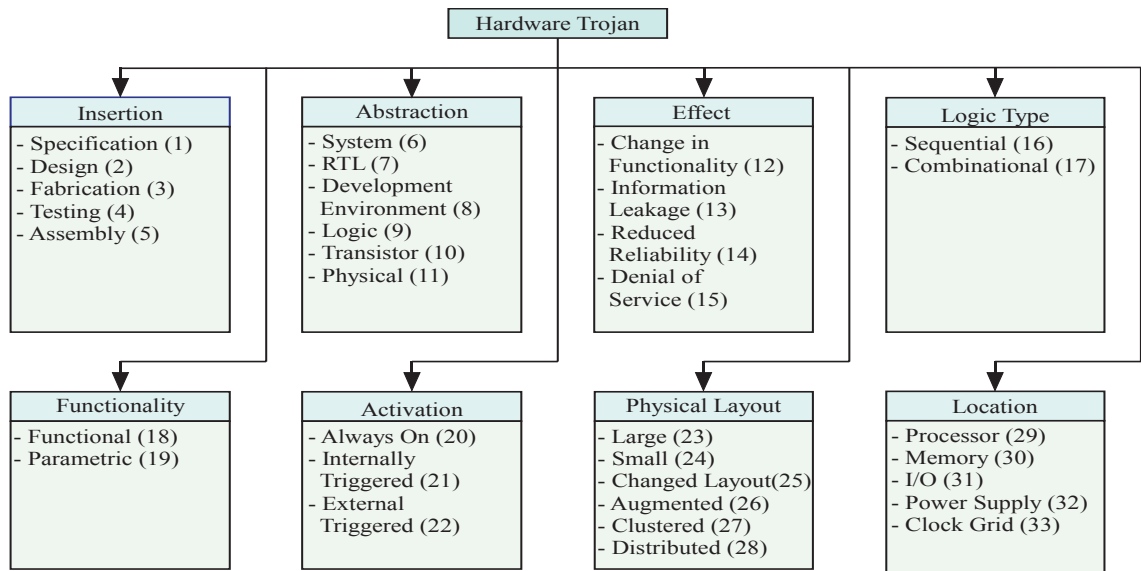 Hardware Trojan
Insertion
- Specification (1)
- Design (2)
- Fabrication (3)
- Testing (4)
- Assembly (5)
Abstraction
- System (6)
- RTL (7)
- Development
Environment (8)
- Logic (9)
- Transistor (10)
- Physical (11)
Effect
- Change in
Functionality (12)
- Information
Leakage (13)
- Reduced
Reliability (14)
- Denial of
Service (15)
Logic Type
- Sequential (16)
- Combinational (17)
Functionality
- Functional (18)
- Parametric (19)
Activation
- Always On (20)
- Internally
Triggered (21)
- External
Triggered (22)
Physical Layout
- Large (23)
- Small (24)
- Changed Layout(25)
- Augmented (26)
- Clustered (27)
- Distributed (28)
Location
- Processor (29)
- Memory (30)
- I/O (31)
- Power Supply (32)
- Clock Grid (33)